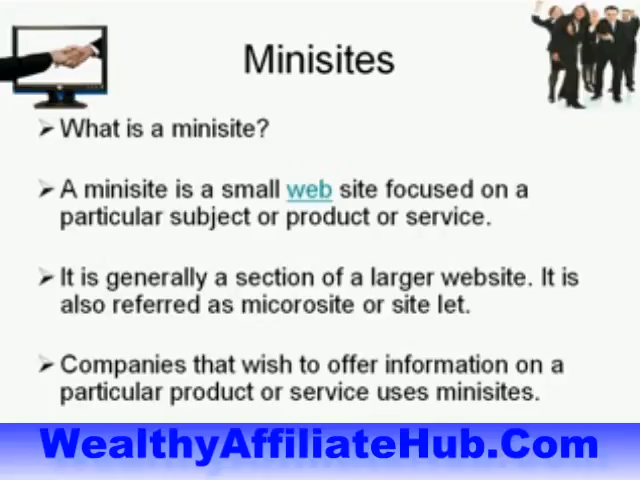 Minisites
What is a minisite?
A minisite is a small web site focused on a
particular subject or product or service.
It is generally a section of a larger website. It is
also referred as micorosite or site let.
Companies that wish to offer information on a
particular product or service uses minisites.
WealthyAffiliateHub.Com